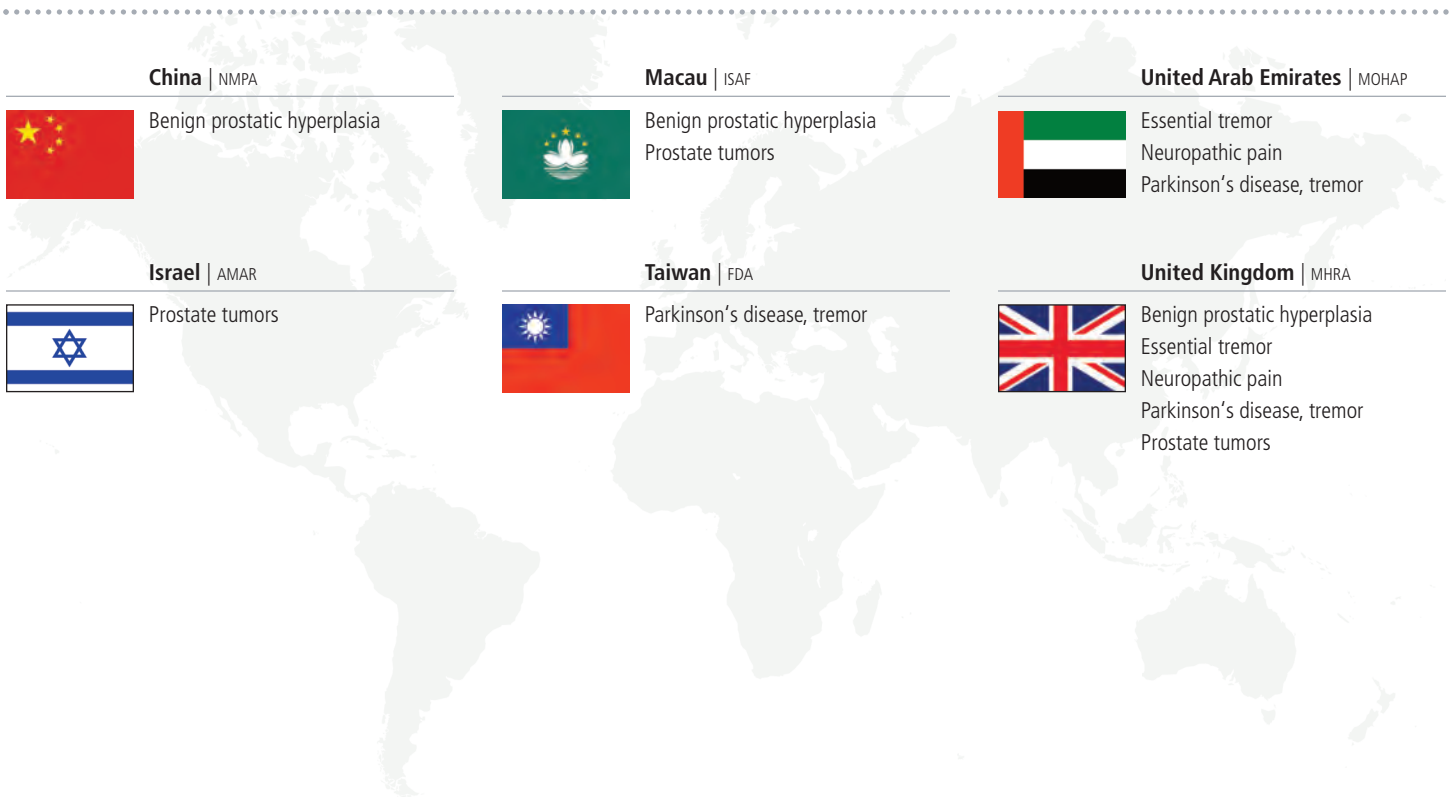 China | NMPA
Benign prostatic hyperplasia
Macau | ISAF
Benign prostatic hyperplasia
Prostate tumors
United Arab Emirates | MOHAP
Essential tremor
Neuropathic pain
Parkinson‘s disease, tremor
Israel | AMAR
Prostate tumors
Taiwan | FDA
Parkinson‘s disease, tremor
United Kingdom | MHRA
Benign prostatic hyperplasia
Essential tremor
Neuropathic pain
Parkinson‘s disease, tremor
Prostate tumors